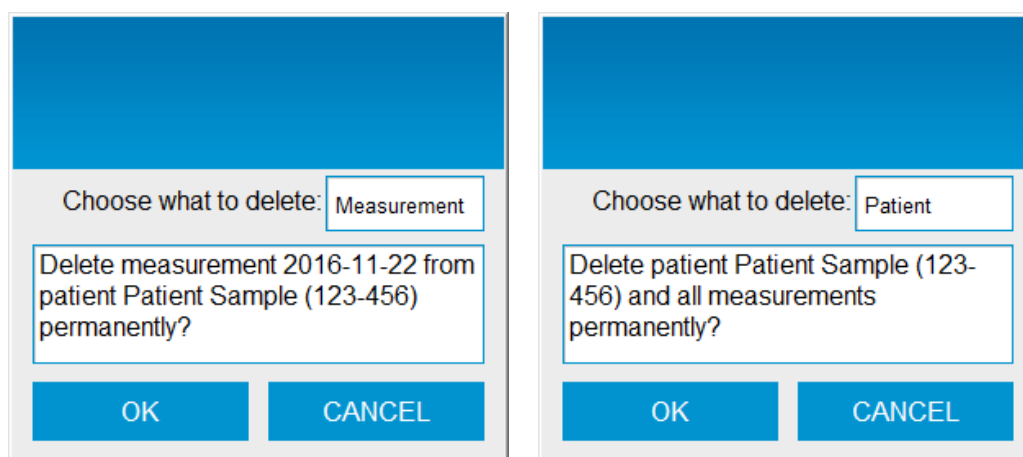 Choose what to delete: Measurement
Delete measurement 2016-11-22 from
patient Patient Sample (123-456)
permanently?
OK CANCEL
Choose what to delete: Patient
Delete patient Patient Sample (123-
456) and all measurements
permanently?
OK CANCEL